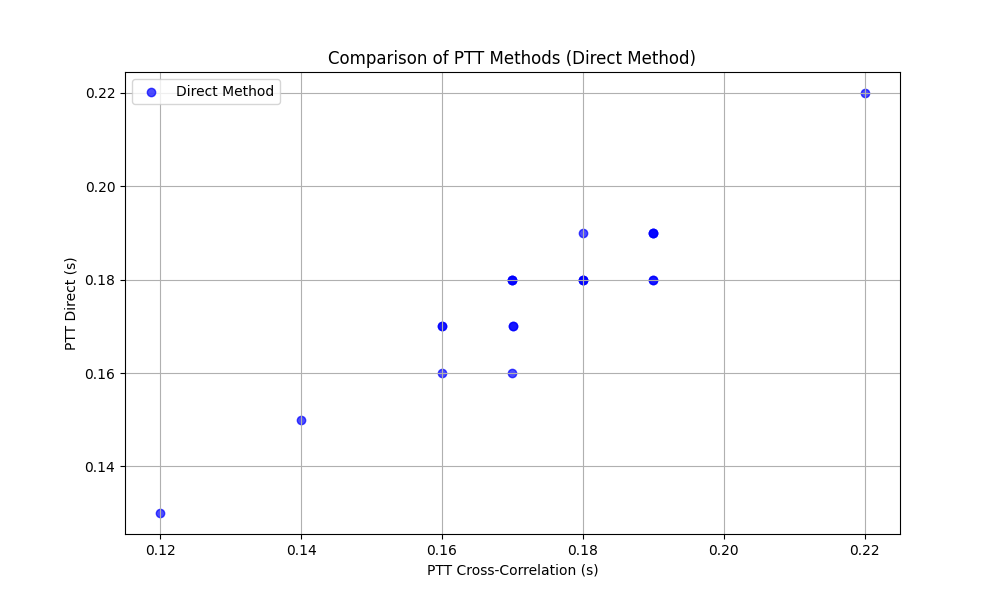 Comparison of PTT Methods (Direct Method)
Direct Method
0.22
0.20
0.18
0.16
0.14
PTT Direct (s)
0.12 0.14 0.16 0.18 0.20 0.22
PTT Cross-Correlation (s)